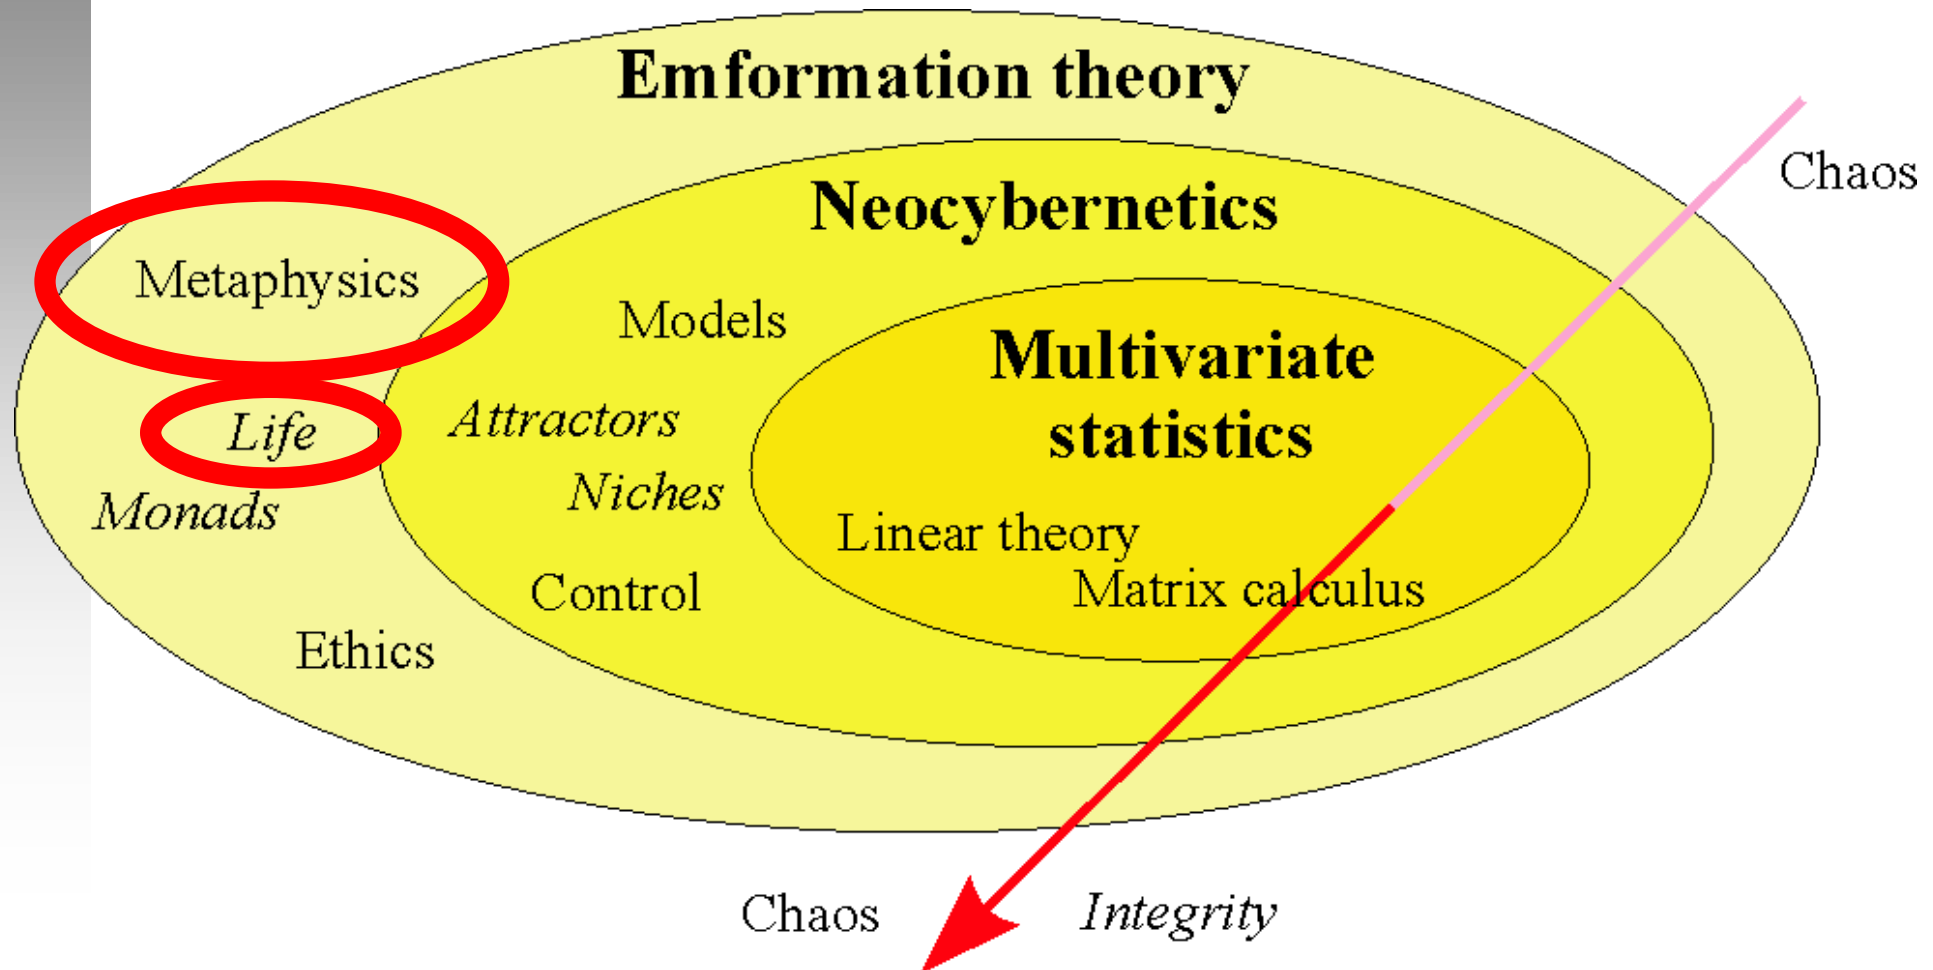 Emformation theory
Chaos
Neocybernetics
Metaphysics
Models
Multivariate
statistics
Life
Attractors
Niches
Monads
Linear theory
Control
Matrix calculus
Ethics
Chaos
Integrity